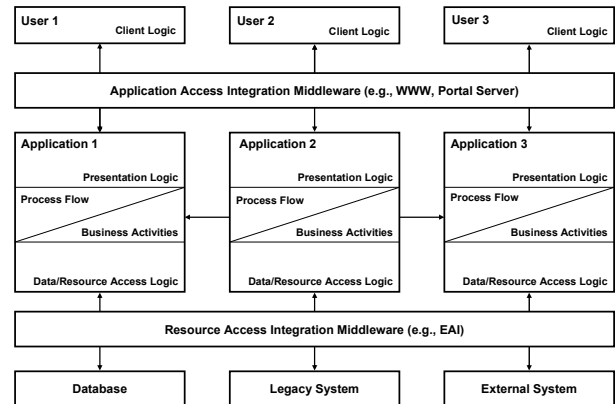 User 1
Client Logic
User 2
Client Logic
User 3
Client Logic
Application Access Integration Middleware (e.g., WWW, Portal Server)
Application 1
Presentation Logic
Process Flow
Business Activities
Data/Resource Access Logic
Application 2
Presentation Logic
Process Flow
Business Activities
Data/Resource Access Logic
Application 3
Presentation Logic
Process Flow
Business Activities
Data/Resource Access Logic
Resource Access Integration Middleware (e.g., EAI)
Database
Legacy System
External System